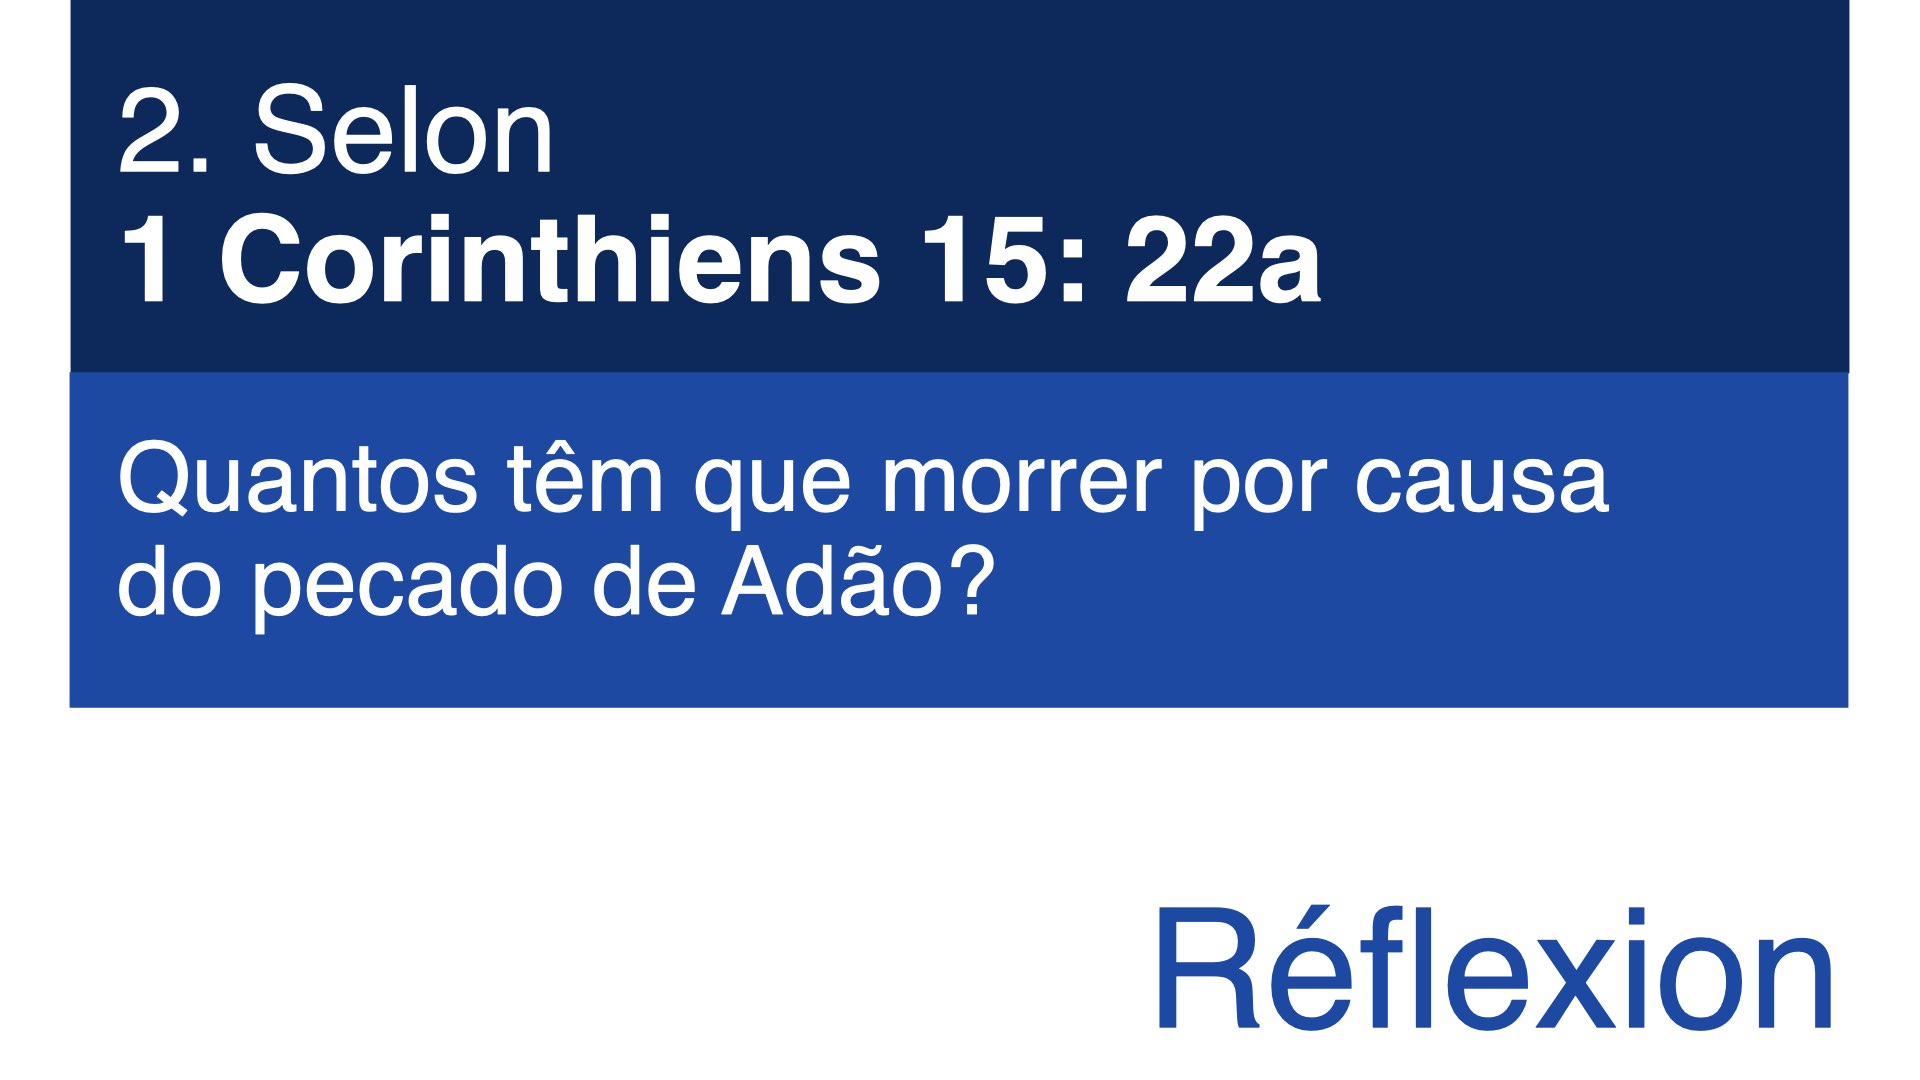 2. Selon
1 Corinthiens 15: 22a
Quantos têm que morrer por causa
do pecado de Adão?
Réflexion